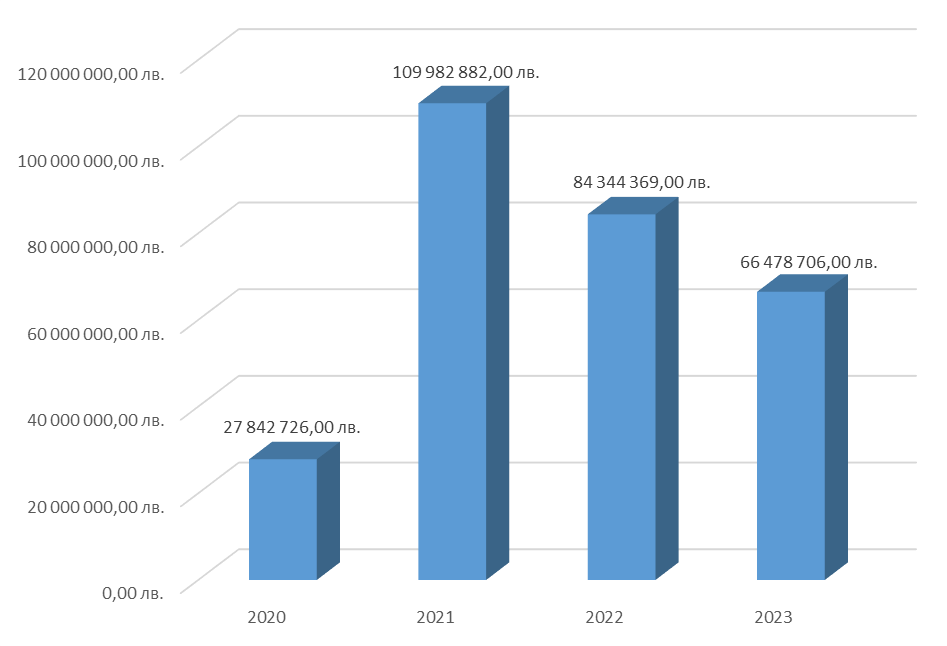 120 000 000,00 лв.
100 000 000,00 лв.
80 000 000,00 лв.
60 000 000,00 лв.
40 000 000,00 лв.
20 000 000,00 лв.
0,00 лв.
27 842 726,00 лв.
109 982 882,00 лв.
84 344 369,00 лв.
66 478 706,00 лв.
2020
2021
2022
2023